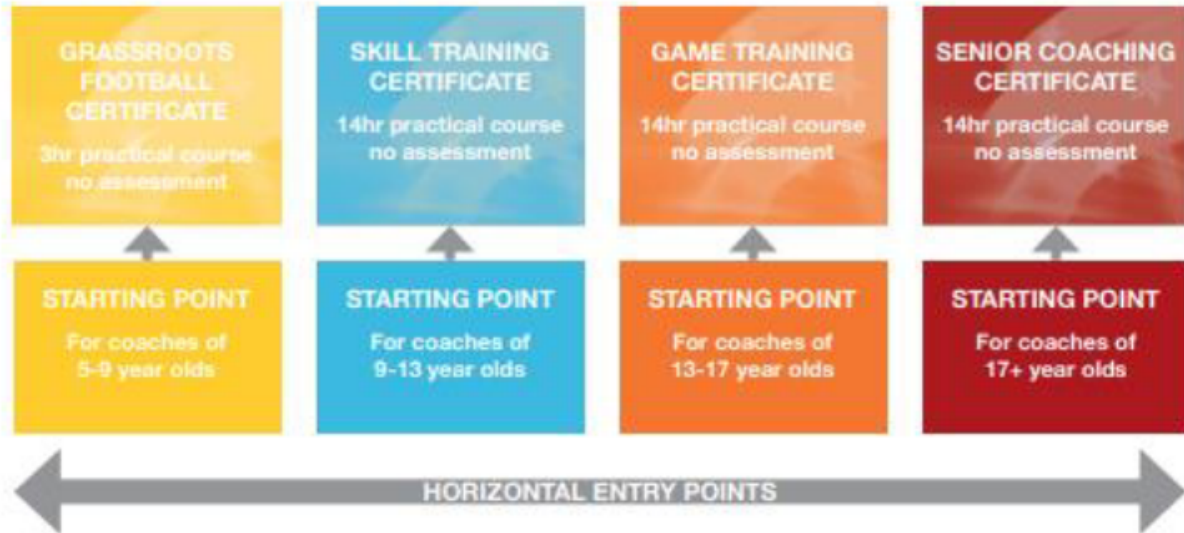 GRASSROOTS
FOOTBALL
CERTIFICATE
3hr practical course
no assessment
SKILL TRAINING
CERTIFICATE
14hr practical course
no assessment
GAME TRAINING
CERTIFICATE
14hr practical course
no assessment
SENIOR COACHING
CERTIFICATE
14hr practical course
no assessment
STARTING POINT
For coaches of
5-9 year olds
STARTING POINT
For coaches of
9-13 year olds
STARTING POINT
For coaches of
13-17 year olds
STARTING POINT
For coaches of
17+ year olds
HORIZONTAL ENTRY POINTS